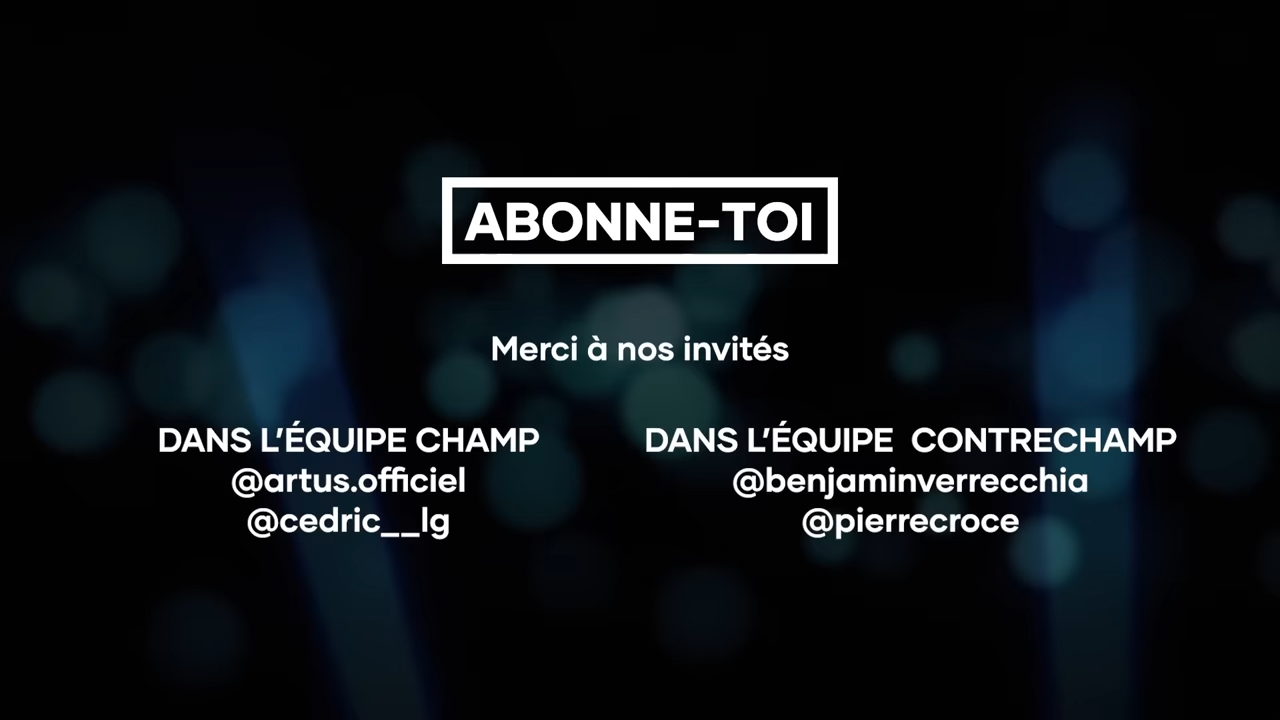 ABONNE-TOI
Merci à nos invités
DANS L'ÉQUIPE CHAMP
@artus.officiel
@cedric__lg
DANS L'ÉQUIPE  CONTRECHAMP
@benjaminverrecchia
@pierrecroce